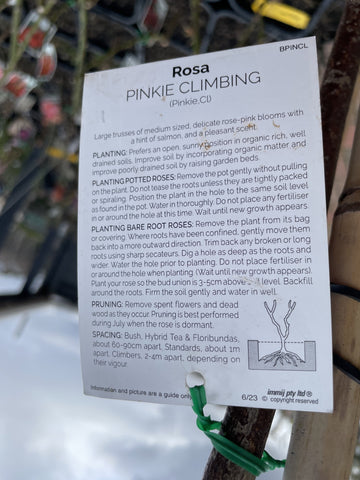 BPINCL
Rosa
PINKIE CLIMBING
(Pinkie,Cl)
Large trusses of medium sized, delicate rose-pink blooms with
a hint of salmon, and a pleasant scent.
PLANTING: Prefers an open, sunny position in organic rich, well
drained soils. Improve soil by incorporating organic matter and
improve poorly drained soil by raising garden beds.
PLANTING POTTED ROSES: Remove the pot gently without pulling
on the plant. Do not tease the roots unless they are tightly packed
or spiraling. Position the plant in the hole to the same soil level
as found in the pot. Water in thoroughly. Do not place any fertiliser
in or around the hole at this time. Wait until new growth appears.
PLANTING BARE ROOT ROSES: Remove the plant from its bag
or covering. Where roots have been confined, gently move them
back into a more outward direction. Trim back any broken or long
roots using sharp secateurs. Dig a hole as deep as the roots and
wider. Water the hole prior to planting. Do not place fertiliser in
or around the hole when planting. (Wait until new growth appears).
Plant your rose so the bud union is 3-5cm above soil level. Backfill
around the roots. Firm the soil gently and water in well.
PRUNING: Remove spent flowers and dead
wood as they occur. Pruning is best performed
during July when the rose is dormant.
SPACING: Bush, Hybrid Tea & Floribundas,
about 60-90cm apart. Standards, about 1m
apart. Climbers, 2-4m apart, depending on
their vigour.
Information and picture are a guide only.
immij pty ltd ®
6/23 © copyright reserved